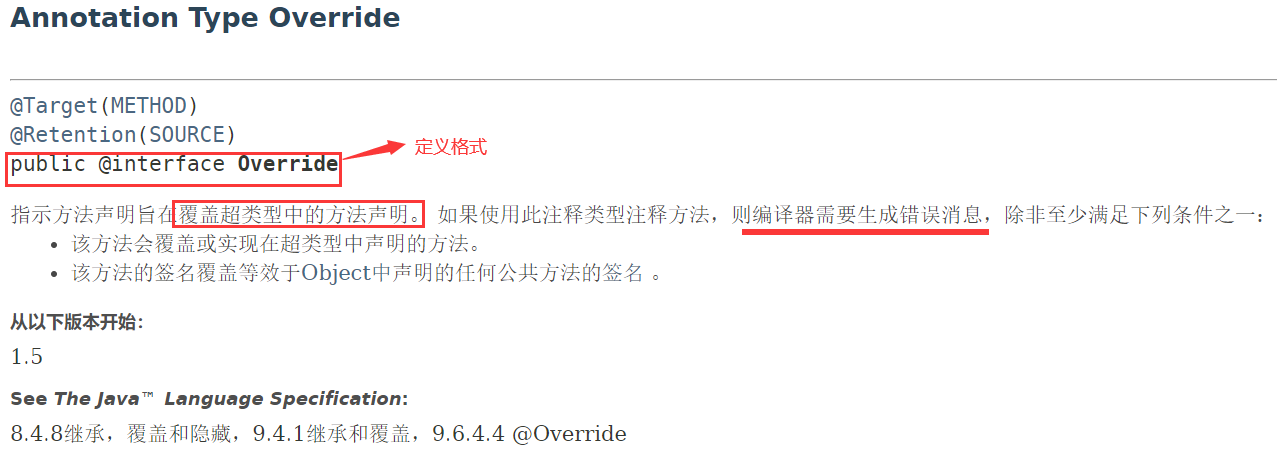 Annotation Type Override
@Target(METHOD)
@Retention(SOURCE)
public @interface Override
定义格式
指示方法声明旨在覆盖超类型中的方法声明。 如果使用此注释类型注释方法，则编译器需要生成错误消息，除非至少满足下列条件之一：
• 该方法会覆盖或实现在超类型中声明的方法。
• 该方法的签名覆盖等效于Object中声明的任何公共方法的签名 。
从以下版本开始：
1.5
See The Java™ Language Specification:
8.4.8继承，覆盖和隐藏，9.4.1继承和覆盖，9.6.4.4 @Override